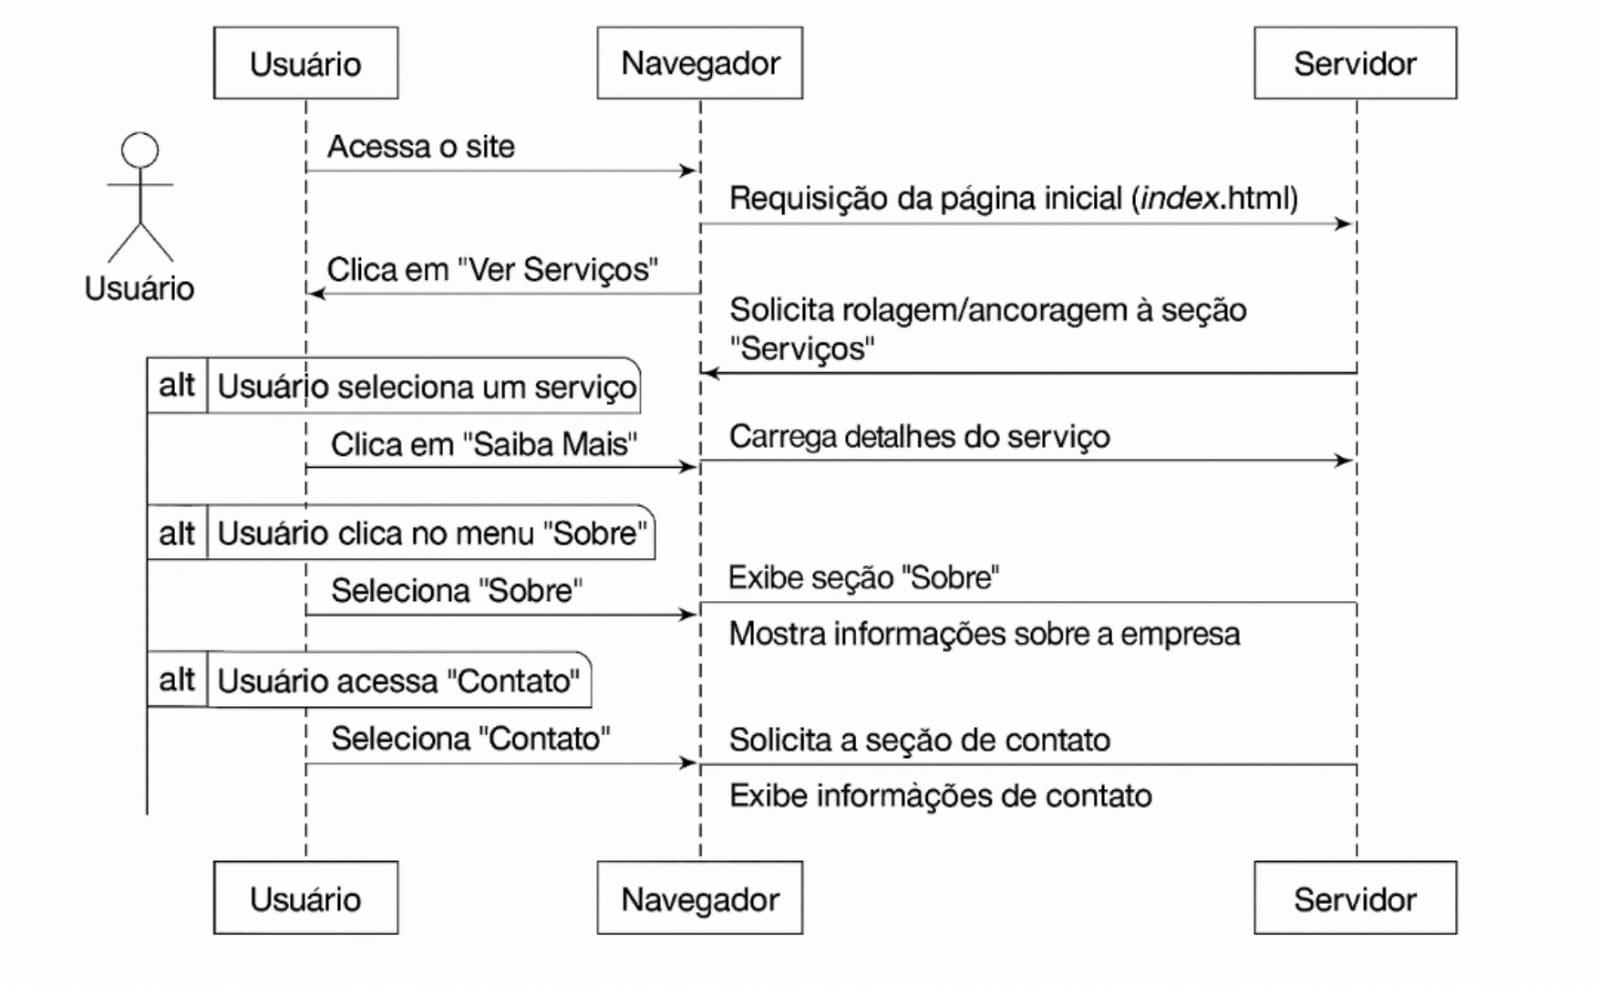 Usuário
Navegador
Servidor
Acessa o site
Requisição da página inicial (index.html)
Usuário
Clica em "Ver Serviços"
Solicita rolagem/ancoragem à seção
"Serviços"
alt Usuário seleciona um serviço
Clica em "Saiba Mais"
Carrega detalhes do serviço
alt Usuário clica no menu "Sobre"
Seleciona "Sobre"
Exibe seção "Sobre"
Mostra informações sobre a empresa
alt Usuário acessa "Contato"
Seleciona "Contato"
Solicita a seção de contato
Exibe informàções de contato
Usuário
Navegador
Servidor